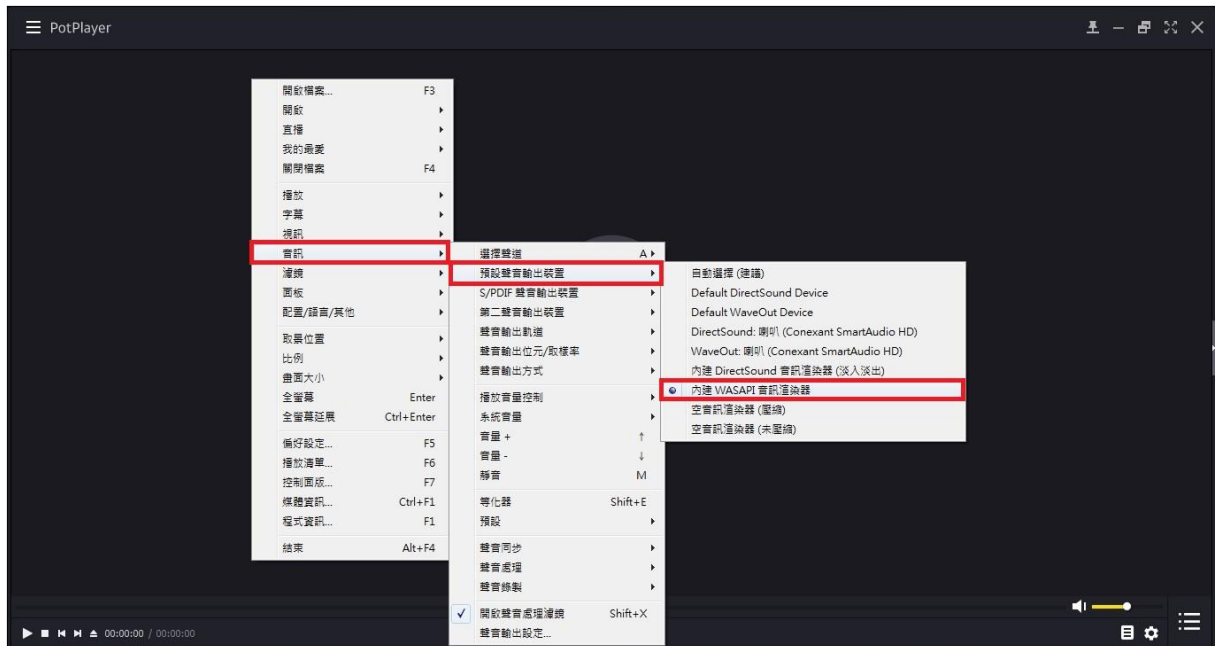 PotPlayer
開啟檔案... F3
開啟
直播
我的最愛
關閉檔案 F4
播放
字幕
視訊
音訊
濾鏡
面板
配置/語言/其他
取景位置
比例
畫面大小
全螢幕 Enter
全螢幕延展 Ctrl+Enter
偏好設定... F5
播放清單... F6
控制面版... F7
媒體資訊... Ctrl+F1
程式資訊... F1
結束 Alt+F4
選擇聲道 A
預設聲音輸出裝置
S/PDIF 聲音輸出裝置
第二聲音輸出裝置
聲音輸出軌道
聲音輸出位元/取樣率
聲音輸出方式
播放音量控制
系統音量
音量 + ↑
音量 - ↓
靜音 M
等化器 Shift+E
預設
聲音同步
聲音處理
聲音錄製
開啟聲音處理濾鏡 Shift+X
聲音輸出設定...
自動選擇 (建議)
Default DirectSound Device
Default WaveOut Device
DirectSound: 喇叭 (Conexant SmartAudio HD)
WaveOut: 喇叭 (Conexant SmartAudio HD)
內建 DirectSound 音訊渲染器 (淡入淡出)
內建 WASAPI 音訊渲染器
空音訊渲染器 (壓縮)
空音訊渲染器 (未壓縮)
00:00:00 / 00:00:00